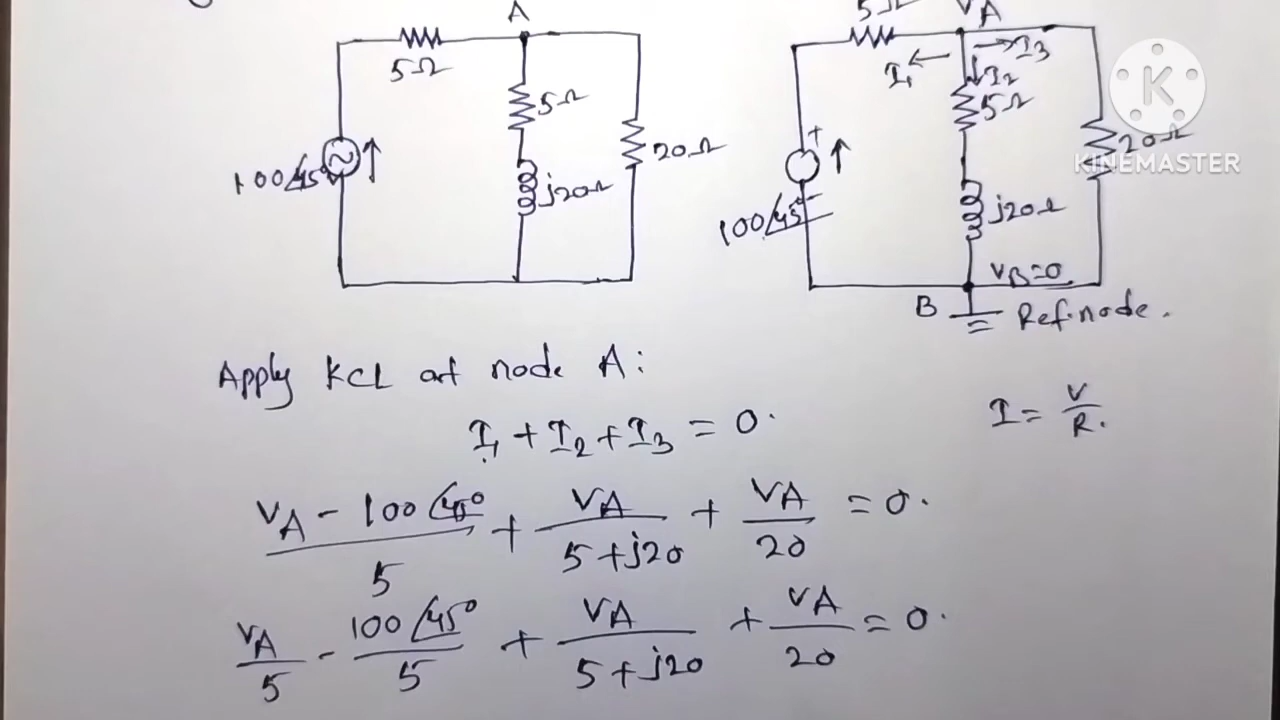 A
5Ω
5Ω
j20Ω
20Ω
100∠45°
5Ω
VA
I1
I3
I2
5Ω
20Ω
j20Ω
+
100∠45°
VB=0
B
Ref.node.
K
KINEMASTER
Apply KCL at node A:
I1 + I2 + I3 = 0.
I = V/R.
(VA - 100∠45°)/5 + VA/(5+j20) + VA/20 = 0.
VA/5 - 100∠45°/5 + VA/(5+j20) + VA/20 = 0.